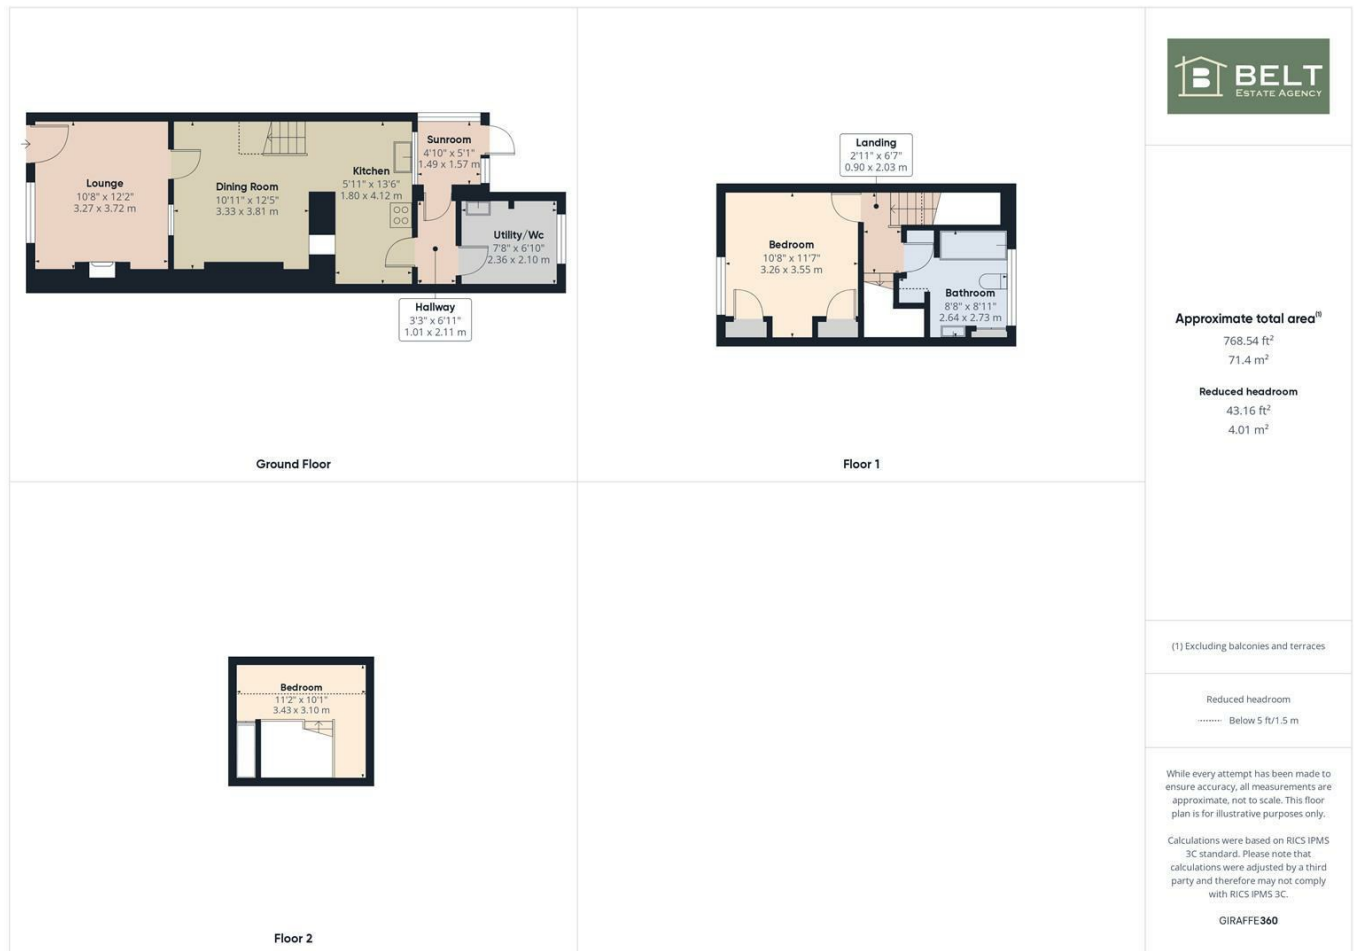 Lounge
10'8" x 12'2"
3.27 x 3.72 m
Dining Room
10'11" x 12'5"
3.33 x 3.81 m
Kitchen
5'11" x 13'6"
1.80 x 4.12 m
Sunroom
4'10" x 5'1"
1.49 x 1.57 m
Utility/Wc
7'8" x 6'10"
2.36 x 2.10 m
Hallway
3'3" x 6'11"
1.01 x 2.11 m
Ground Floor
Landing
2'11" x 6'7"
0.90 x 2.03 m
Bedroom
10'8" x 11'7"
3.26 x 3.55 m
Bathroom
8'8" x 8'11"
2.64 x 2.73 m
Floor 1
Bedroom
11'2" x 10'1"
3.43 x 3.10 m
Floor 2
B BELT
ESTATE AGENCY
Approximate total area(1)
768.54 ft²
71.4 m²
Reduced headroom
43.16 ft²
4.01 m²
(1) Excluding balconies and terraces
Reduced headroom
Below 5 ft/1.5 m
While every attempt has been made to
ensure accuracy, all measurements are
approximate, not to scale. This floor
plan is for illustrative purposes only.
Calculations were based on RICS IPMS
3C standard. Please note that
calculations were adjusted by a third
party and therefore may not comply
with RICS IPMS 3C.
GIRAFFE360